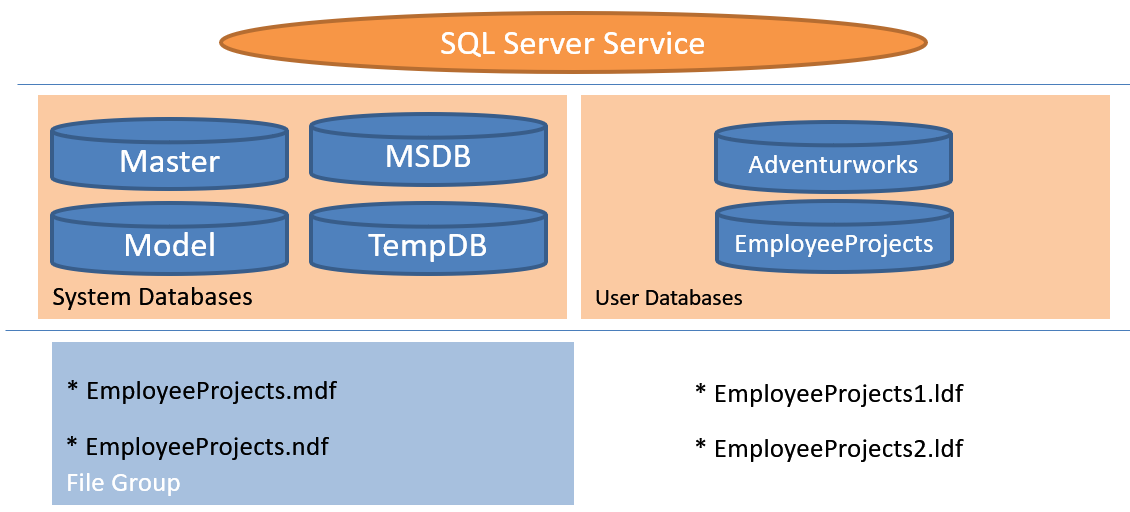 SQL Server Service
Master
MSDB
Model
TempDB
System Databases
Adventurworks
EmployeeProjects
User Databases
* EmployeeProjects.mdf
* EmployeeProjects.ndf
File Group
* EmployeeProjects1.ldf
* EmployeeProjects2.ldf